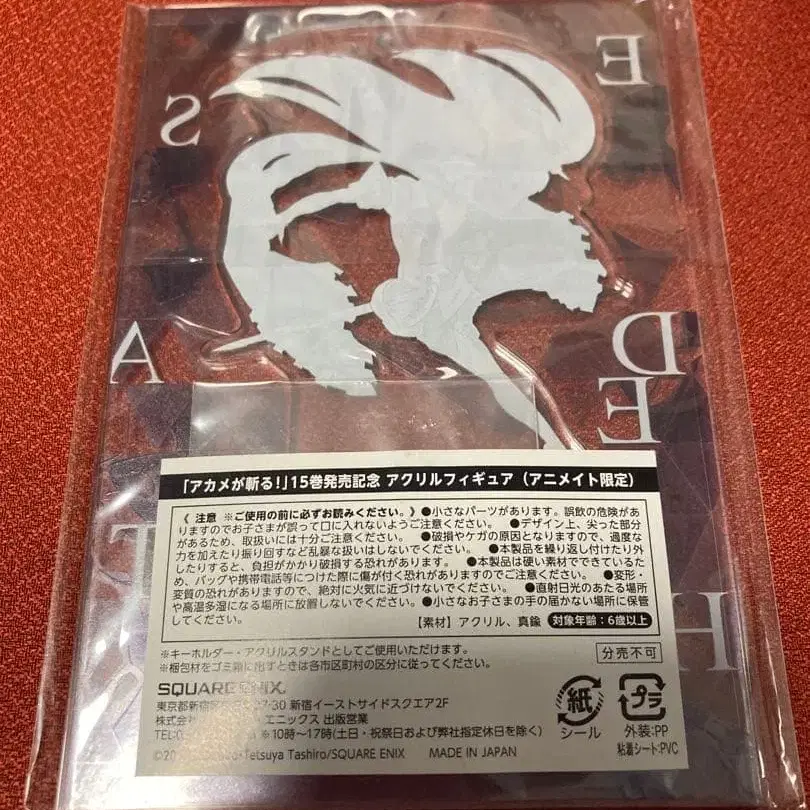 E
S
D
A
E
T
H
S
「アカメが斬る!」15巻発売記念 アクリルフィギュア(アニメイト限定)
《 注意 ※ご使用の前に必ずお読みください。》●小さなパーツがあります。誤飲の危険があ
りますのでお子さまが誤って口に入れないようご注意ください。 ●デザイン上、尖った部分
があるため、取扱いには十分ご注意ください。 ●破損やケガの原因となりますので、過度な
力を加えたり振り回すなど乱暴な扱いはしないでください。 ●本製品を繰り返し付けたり外
したりすると、負担がかかり破損する恐れがあります。 ●本製品は硬い素材でできているた
め、バッグや携帯電話等につけた際に傷が付く恐れがありますのでご注意ください。 ●変形・
変質の恐れがありますので、絶対に火気に近づけないでください。 ●直射日光のあたる場所
や高温多湿になる場所に放置しないでください。●小さなお子さまの手の届かない場所に保管
してください。
【素材】アクリル、真鍮 対象年齢:6歳以上
※キーホルダー・アクリルスタンドとしてご使用いただけます。
※梱包材をゴミ箱に出すときは各市区町村の区分に従ってください。
分売不可
SQUARE ENIX.
東京都新宿区 27-30 新宿イーストサイドスクエア2F
株式会社 エニックス 出版営業
TEL:0 ※10時〜17時(土日・祝祭日および弊社指定休日を除く)
©20 Tetsuya Tashiro/SQUARE ENIX MADE IN JAPAN
紙
シール
プラ
外装:PP
粘着シート:PVC